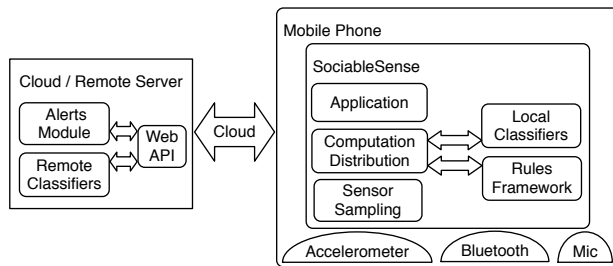 Cloud / Remote Server
Alerts
Module
Remote
Classifiers
Web
API
Cloud
Mobile Phone
SociableSense
Application
Computation
Distribution
Sensor
Sampling
Local
Classifiers
Rules
Framework
Accelerometer
Bluetooth
Mic